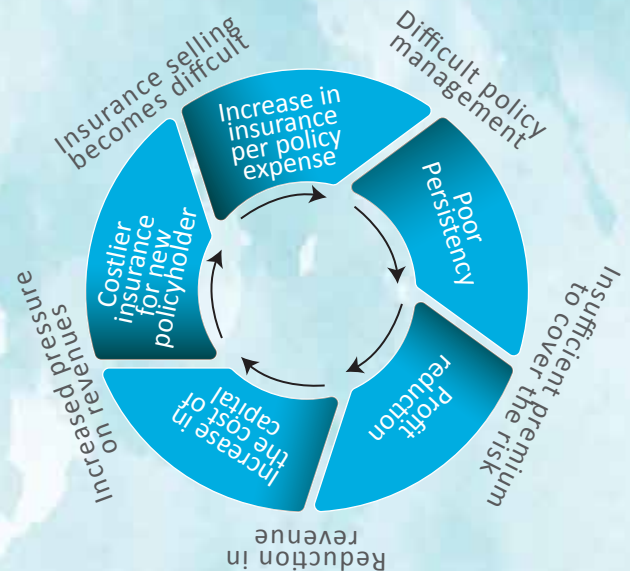 Increase in
insurance
per policy
expense
Difficult policy
management
Poor
Persistency
Insufficient premium
to cover the risk
Profit
reduction
Reduction in
revenue
Increase in
the cost of
capital
Increased pressure
on revenues
Costlier
insurance
for new
policyholder
Insurance selling
becomes diffcult